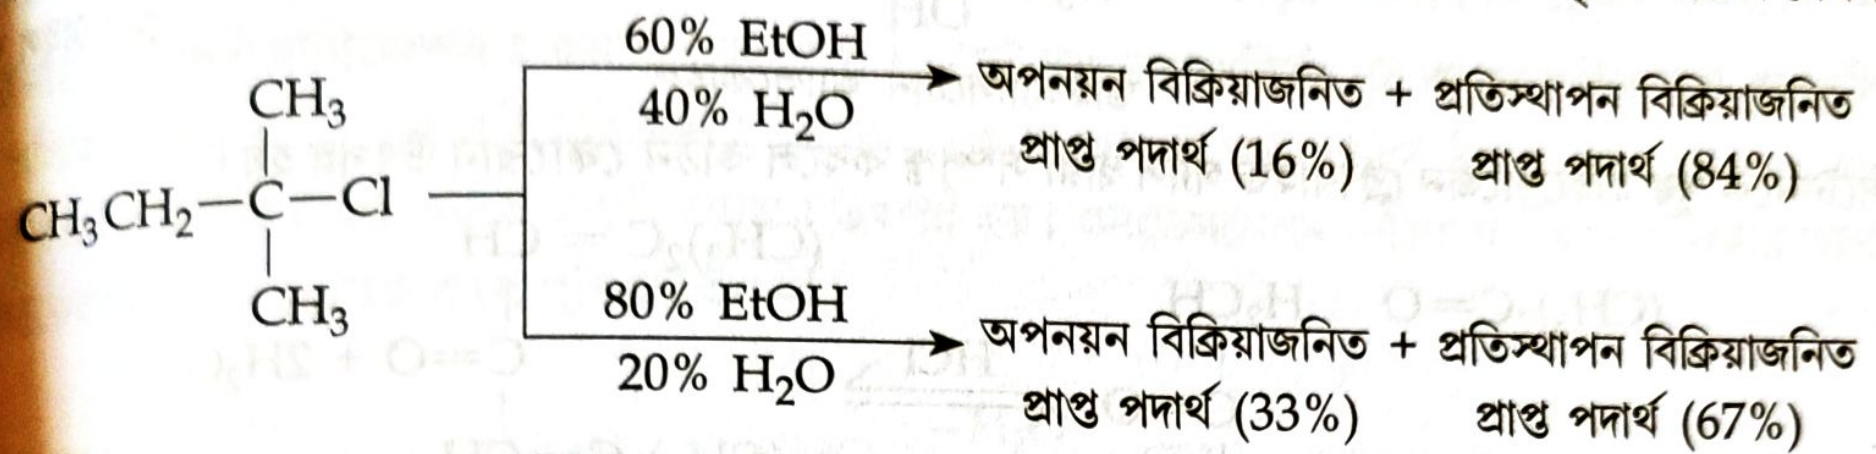 60% EtOH
অপনয়ন বিক্রিয়াজনিত + প্রতিস্থাপন বিক্রিয়াজনিত
40% H₂O
প্রাপ্ত পদার্থ (16%) প্রাপ্ত পদার্থ (84%)
CH₃
CH₃CH₂—C—Cl
CH₃
80% EtOH
অপনয়ন বিক্রিয়াজনিত + প্রতিস্থাপন বিক্রিয়াজনিত
20% H₂O
প্রাপ্ত পদার্থ (33%) প্রাপ্ত পদার্থ (67%)